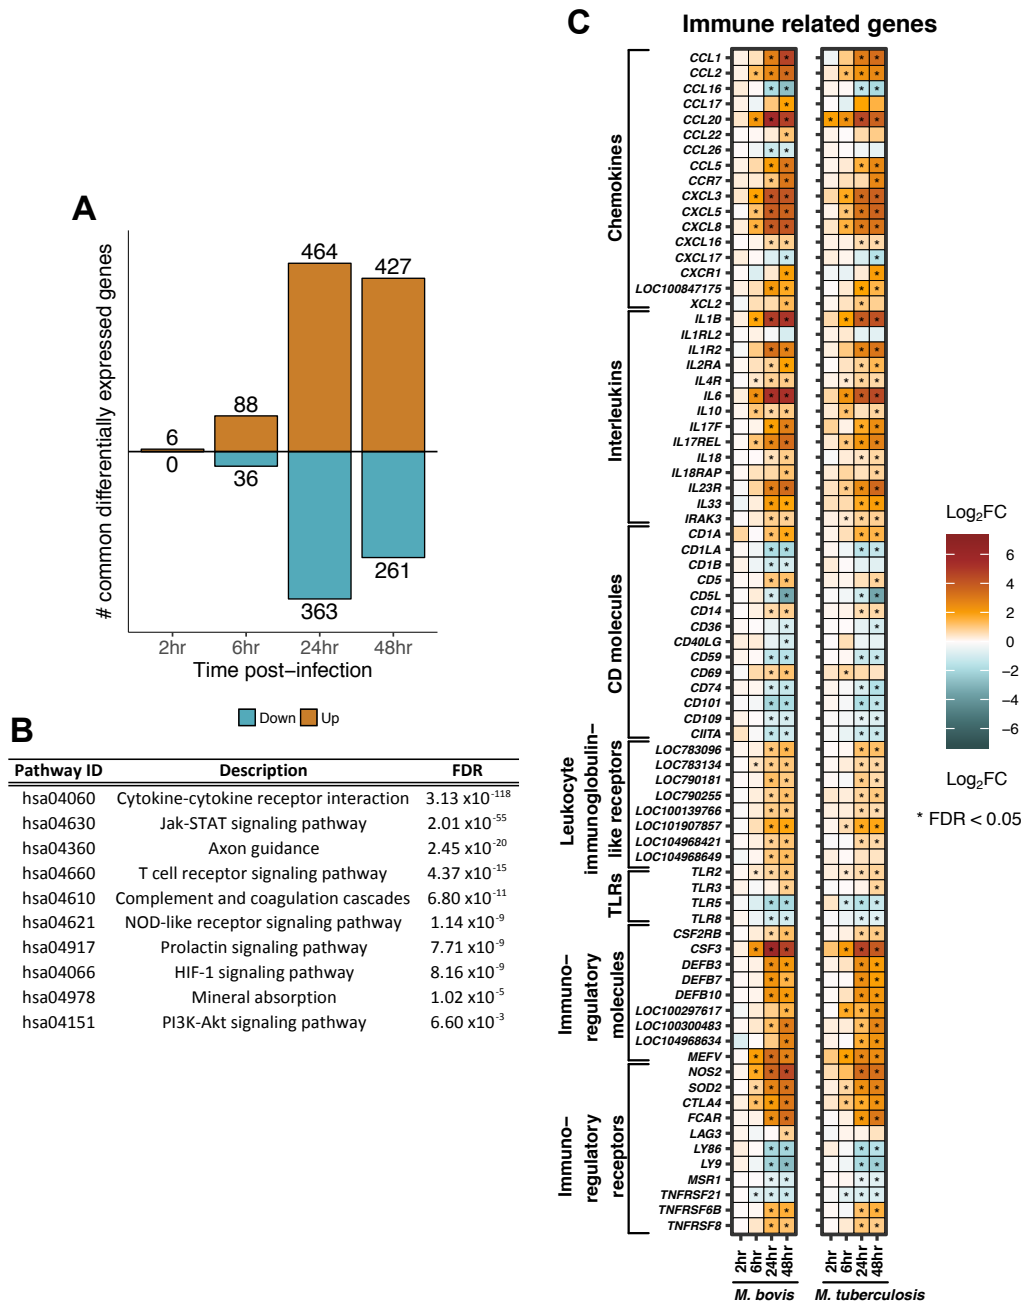 A
# common differentially expressed genes
6
0
88
36
464
363
427
261
2hr
6hr
24hr
48hr
Time post–infection
Down
Up
B
Pathway ID Description FDR
hsa04060 Cytokine-cytokine receptor interaction 3.13 x10⁻¹¹⁸
hsa04630 Jak-STAT signaling pathway 2.01 x10⁻⁵⁵
hsa04360 Axon guidance 2.45 x10⁻²⁰
hsa04660 T cell receptor signaling pathway 4.37 x10⁻¹⁵
hsa04610 Complement and coagulation cascades 6.80 x10⁻¹¹
hsa04621 NOD-like receptor signaling pathway 1.14 x10⁻⁹
hsa04917 Prolactin signaling pathway 7.71 x10⁻⁹
hsa04066 HIF-1 signaling pathway 8.16 x10⁻⁹
hsa04978 Mineral absorption 1.02 x10⁻⁵
hsa04151 PI3K-Akt signaling pathway 6.60 x10⁻³
C
Immune related genes
Chemokines
CCL1
CCL2
CCL16
CCL17
CCL20
CCL22
CCL26
CCL5
CCR7
CXCL3
CXCL5
CXCL8
CXCL16
CXCL17
CXCR1
LOC100847175
XCL2
Interleukins
IL1B
IL1RL2
IL1R2
IL2RA
IL4R
IL6
IL10
IL17F
IL17REL
IL18
IL18RAP
IL23R
IL33
IRAK3
CD molecules
CD1A
CD1LA
CD1B
CD5
CD5L
CD14
CD36
CD40LG
CD59
CD69
CD74
CD101
CD109
CIITA
Leukocyte
immunoglobulin–
like receptors
LOC783096
LOC783134
LOC790181
LOC790255
LOC100139766
LOC101907857
LOC104968421
LOC104968649
TLRs
TLR2
TLR3
TLR5
TLR8
Immuno–
regulatory
molecules
CSF2RB
CSF3
DEFB3
DEFB7
DEFB10
LOC100297617
LOC100300483
LOC104968634
MEFV
Immuno–
regulatory
receptors
NOS2
SOD2
CTLA4
FCAR
LAG3
LY86
LY9
MSR1
TNFRSF21
TNFRSF6B
TNFRSF8
2hr
6hr
24hr
48hr
M. bovis
2hr
6hr
24hr
48hr
M. tuberculosis
Log₂FC
6
4
2
0
−2
−4
−6
Log₂FC
* FDR < 0.05